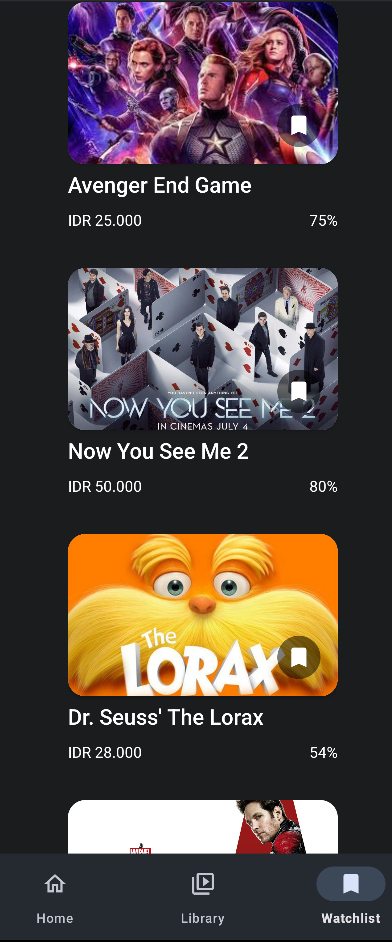 Avenger End Game
IDR 25.000 75%
NOW YOU SEE ME 2
IN CINEMAS JULY 4
Now You See Me 2
IDR 50.000 80%
The
LORAX
Dr. Seuss' The Lorax
IDR 28.000 54%
Home Library Watchlist